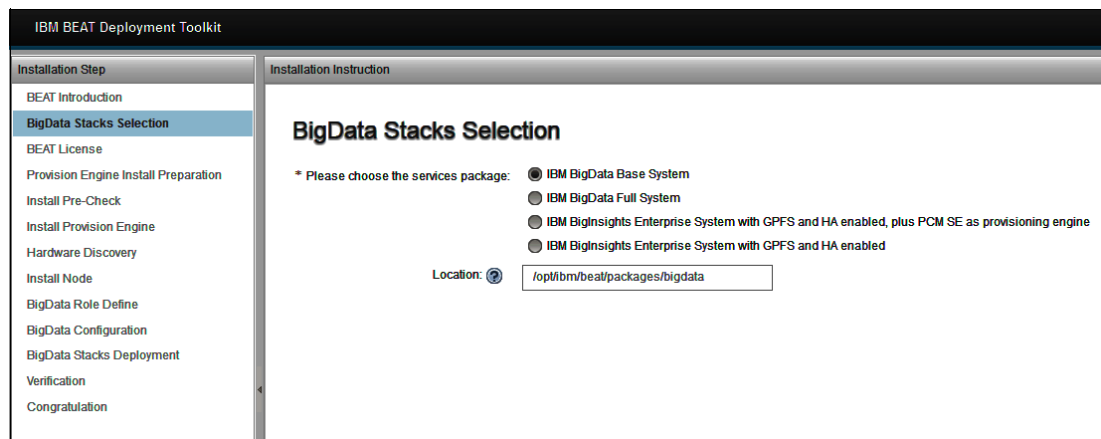 IBM BEAT Deployment Toolkit
Installation Step
BEAT Introduction
BigData Stacks Selection
BEAT License
Provision Engine Install Preparation
Install Pre-Check
Install Provision Engine
Hardware Discovery
Install Node
BigData Role Define
BigData Configuration
BigData Stacks Deployment
Verification
Congratulation
Installation Instruction
BigData Stacks Selection
* Please choose the services package:
IBM BigData Base System
IBM BigData Full System
IBM BigInsights Enterprise System with GPFS and HA enabled, plus PCM SE as provisioning engine
IBM BigInsights Enterprise System with GPFS and HA enabled
Location: ? /opt/ibm/beat/packages/bigdata